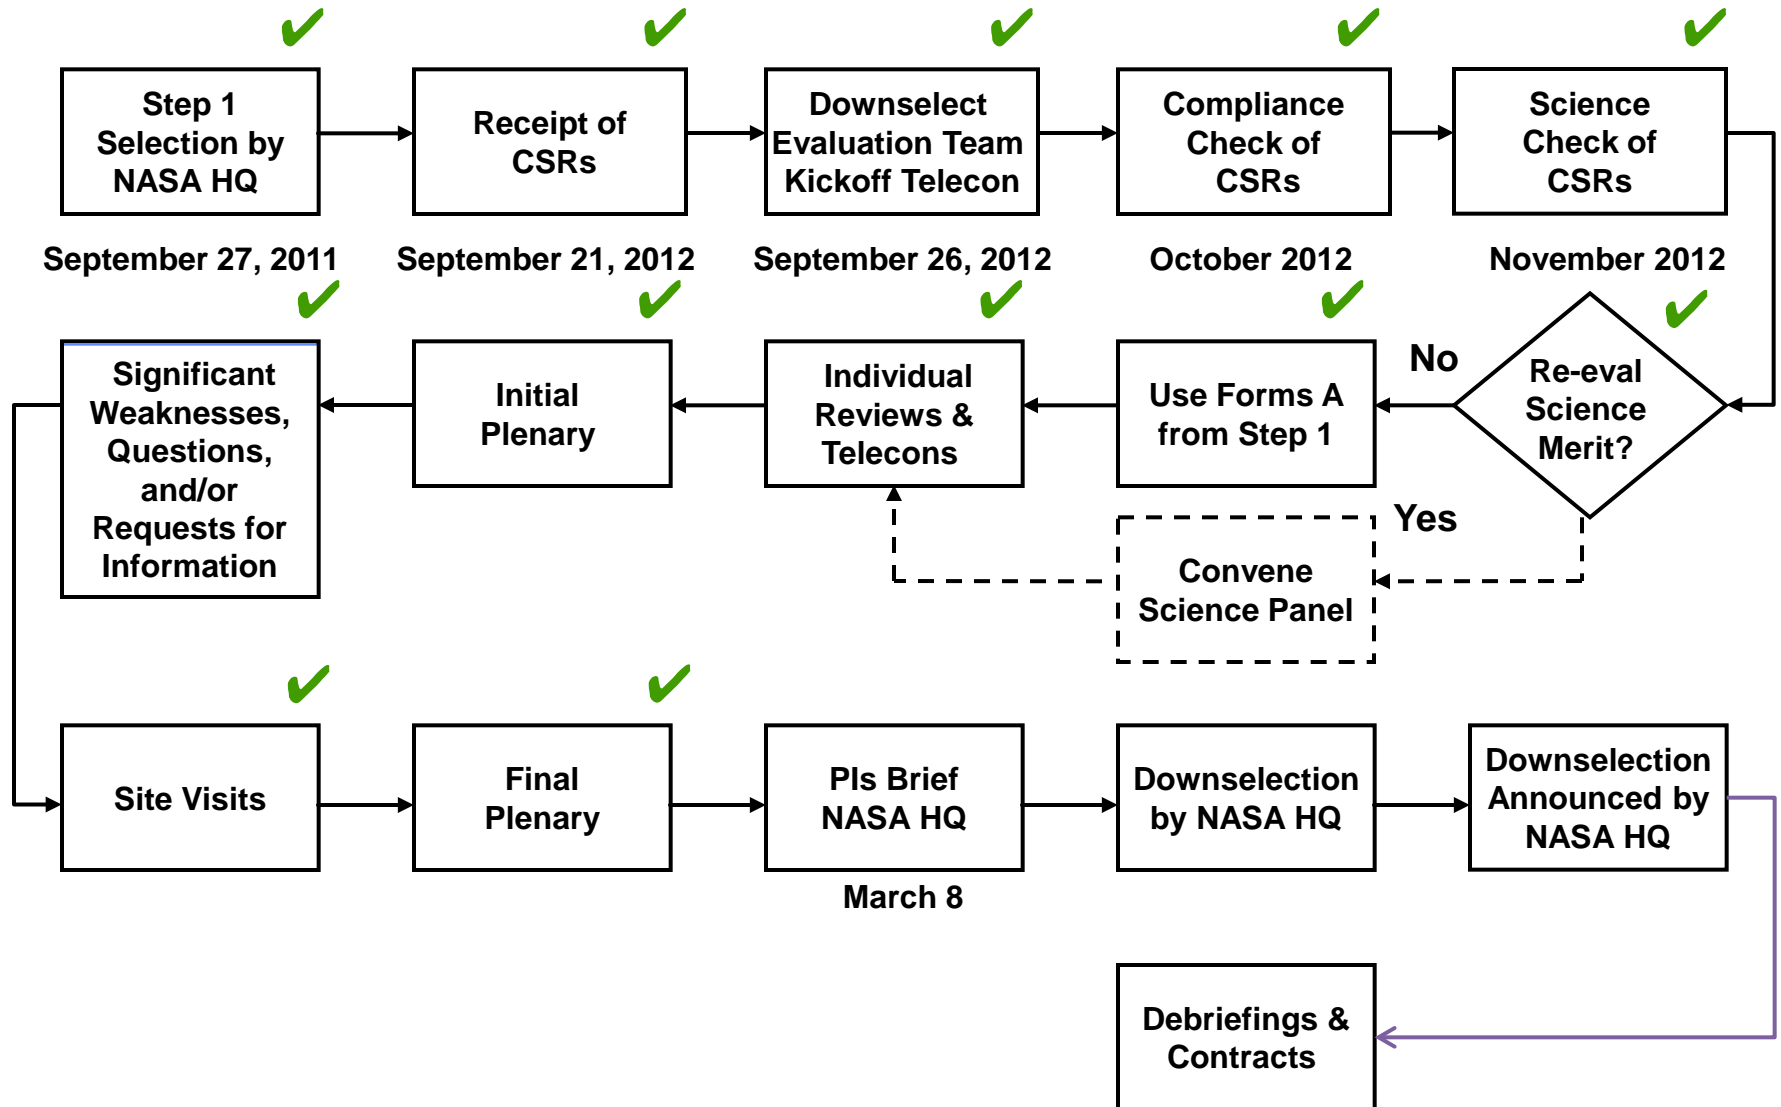 Step 1
Selection by
NASA HQ
Receipt of
CSRs
Downselect
Evaluation Team
Kickoff Telecon
Compliance
Check of
CSRs
Science
Check of
CSRs
September 27, 2011
September 21, 2012
September 26, 2012
October 2012
November 2012
Re-eval
Science
Merit?
No
Yes
Use Forms A
from Step 1
Convene
Science Panel
Individual
Reviews &
Telecons
Initial
Plenary
Significant
Weaknesses,
Questions,
and/or
Requests for
Information
Site Visits
Final
Plenary
PIs Brief
NASA HQ
March 8
Downselection
by NASA HQ
Downselection
Announced by
NASA HQ
Debriefings &
Contracts